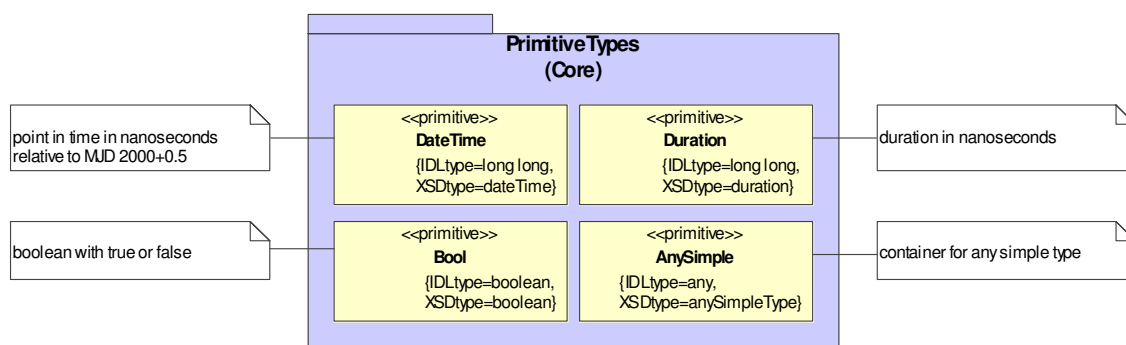 PrimitiveTypes
(Core)
point in time in nanoseconds
relative to MJD 2000+0.5
<<primitive>>
DateTime
{IDLtype=long long,
XSDtype=dateTime}
<<primitive>>
Duration
{IDLtype=long long,
XSDtype=duration}
duration in nanoseconds
boolean with true or false
<<primitive>>
Bool
{IDLtype=boolean,
XSDtype=boolean}
<<primitive>>
AnySimple
{IDLtype=any,
XSDtype=anySimpleType}
container for any simple type